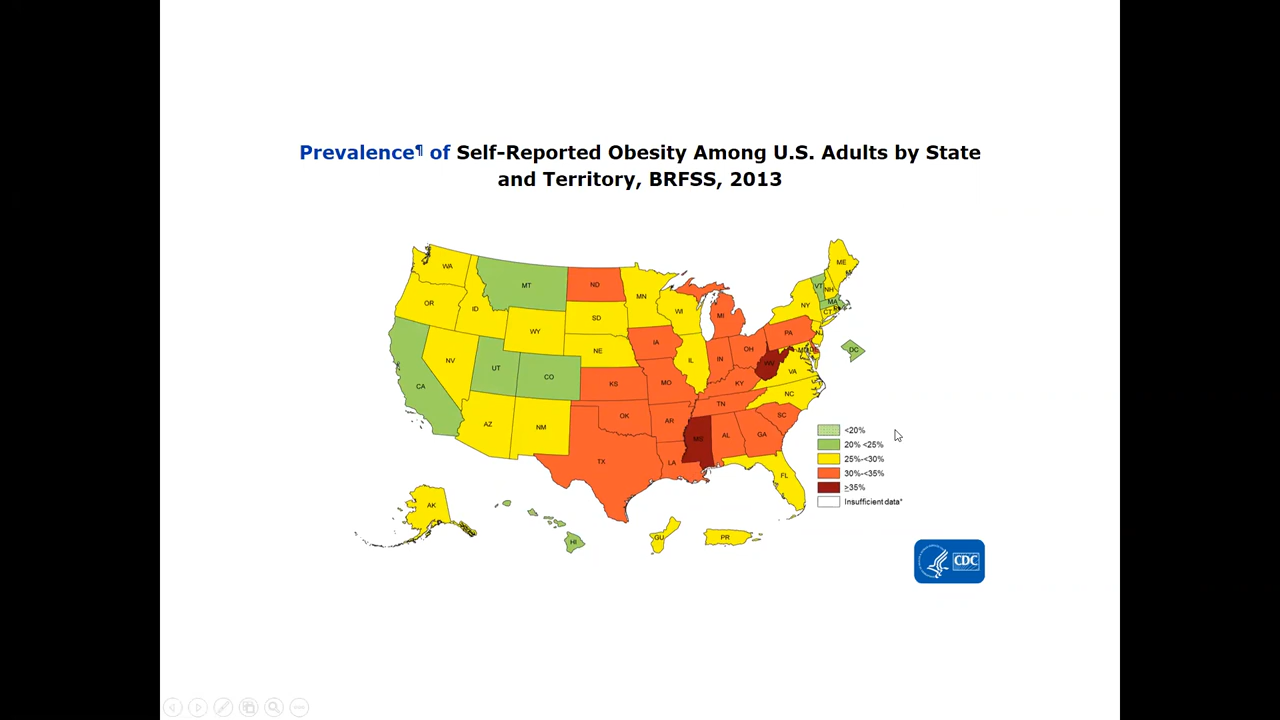 Prevalence¶ of Self-Reported Obesity Among U.S. Adults by State
and Territory, BRFSS, 2013
WA
MT
ND
MN
ME
OR
ID
WY
SD
WI
MI
NY
VT
NH
MA
CT
NV
UT
CO
NE
IA
IL
IN
OH
PA
NJ
MD
DE
DC
CA
KS
MO
KY
WV
VA
AZ
NM
OK
AR
TN
NC
SC
TX
LA
MS
AL
GA
FL
AK
HI
GU
PR
<20%
20% <25%
25%-<30%
30%-<35%
≥35%
Insufficient data*
CDC